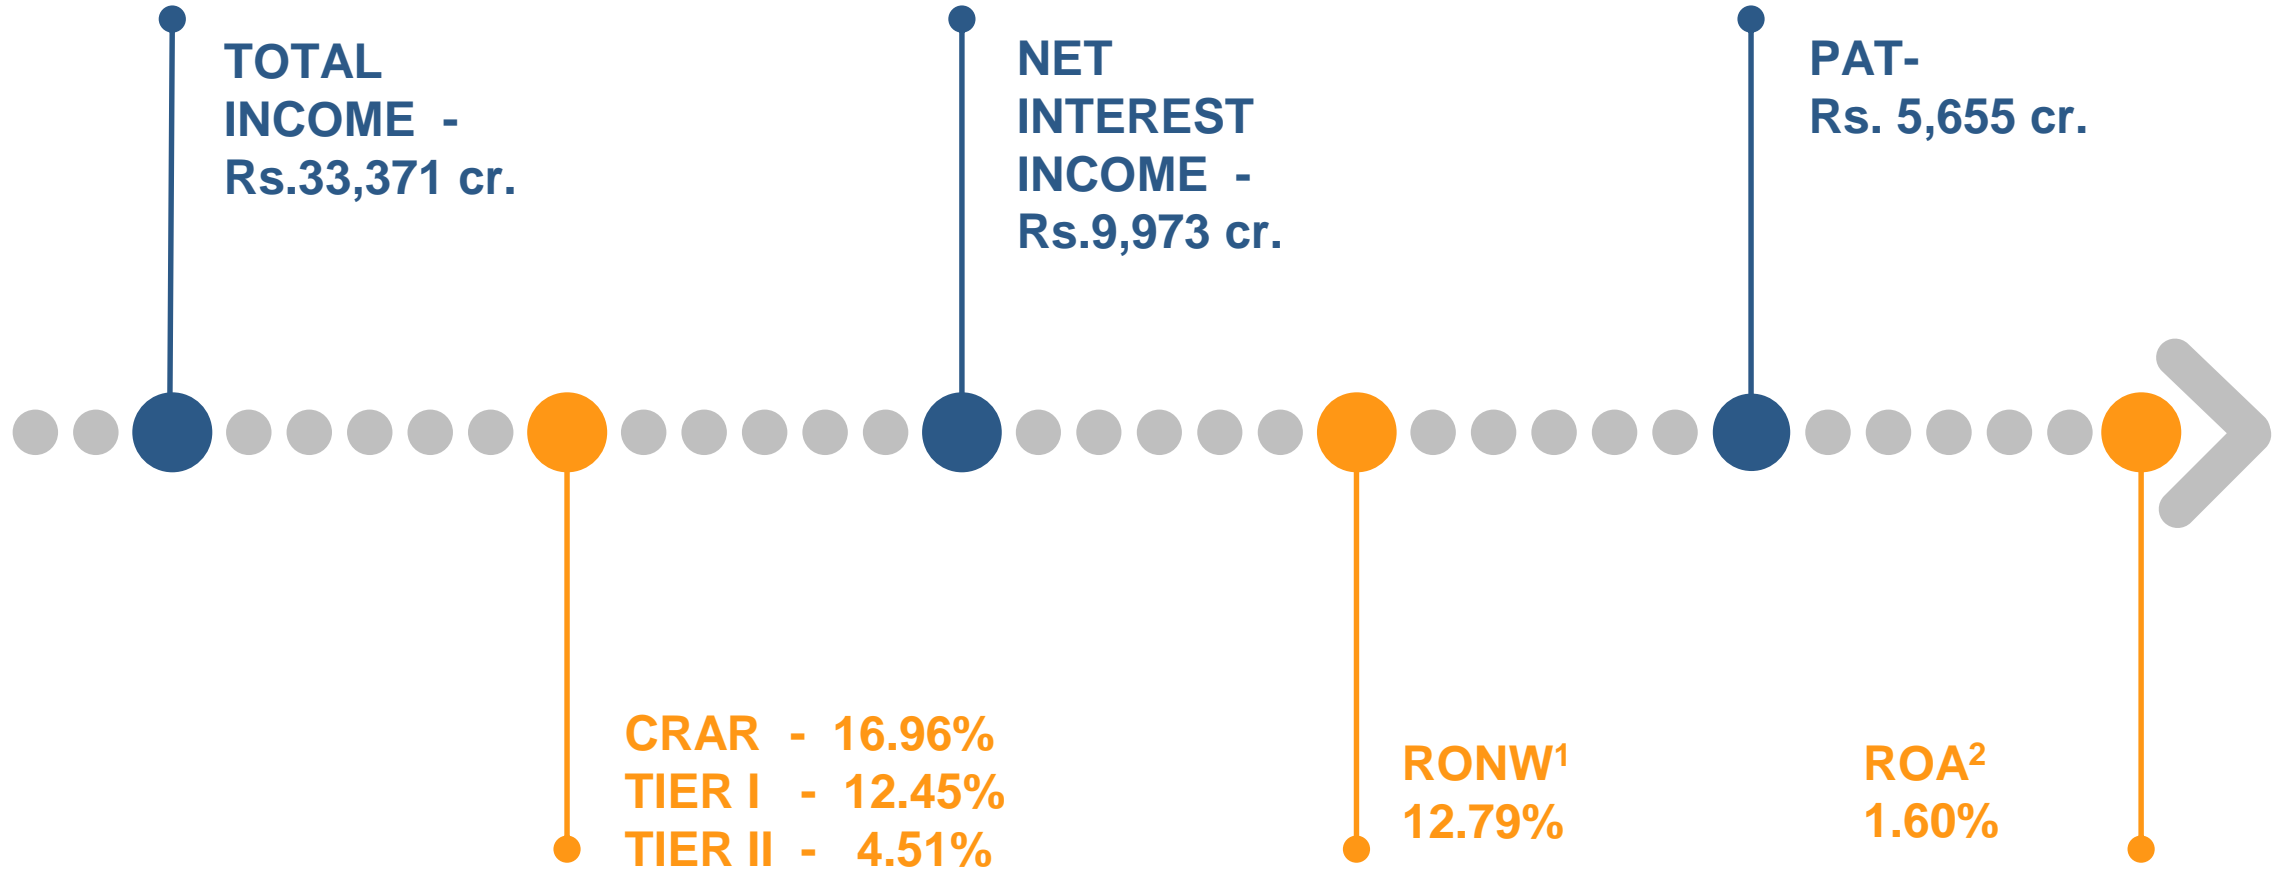 TOTAL
INCOME -
Rs.33,371 cr.
NET
INTEREST
INCOME -
Rs.9,973 cr.
PAT-
Rs. 5,655 cr.
CRAR - 16.96%
TIER I - 12.45%
TIER II - 4.51%
RONW¹
12.79%
ROA²
1.60%